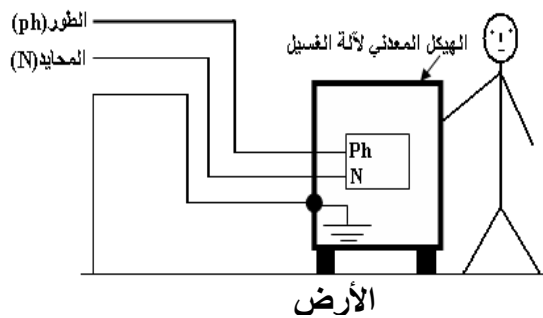 الطور(ph)
المحايد(N)
الهيكل المعدني لآلة الغسيل
Ph
N
الأرض